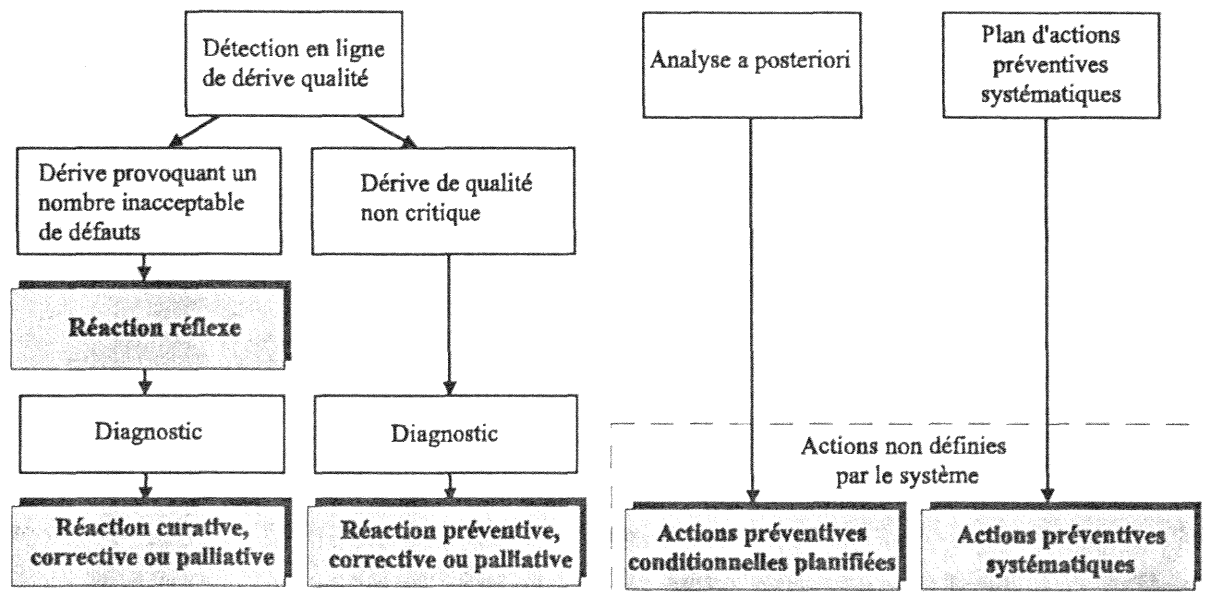 Détection en ligne
de dérive qualité
Analyse a posteriori
Plan d'actions
préventives
systématiques
Dérive provoquant un
nombre inacceptable
de défauts
Dérive de qualité
non critique
Réaction réflexe
Diagnostic
Diagnostic
Actions non définies
par le système
Réaction curative,
corrective ou palliative
Réaction préventive,
corrective ou palliative
Actions préventives
conditionnelles planifiées
Actions préventives
systématiques